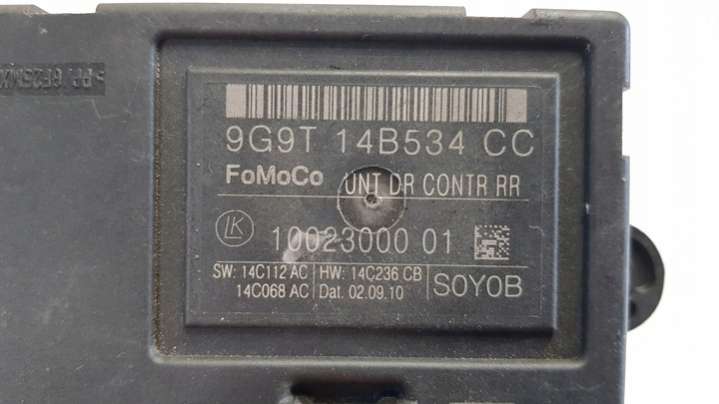 9G9T 14B534 CC
FoMoCo UNT DR CONTR RR
LK 10023000 01
SW: 14C112 AC HW: 14C236 CB
14C068 AC Dat. 02.09.10 S0Y0B